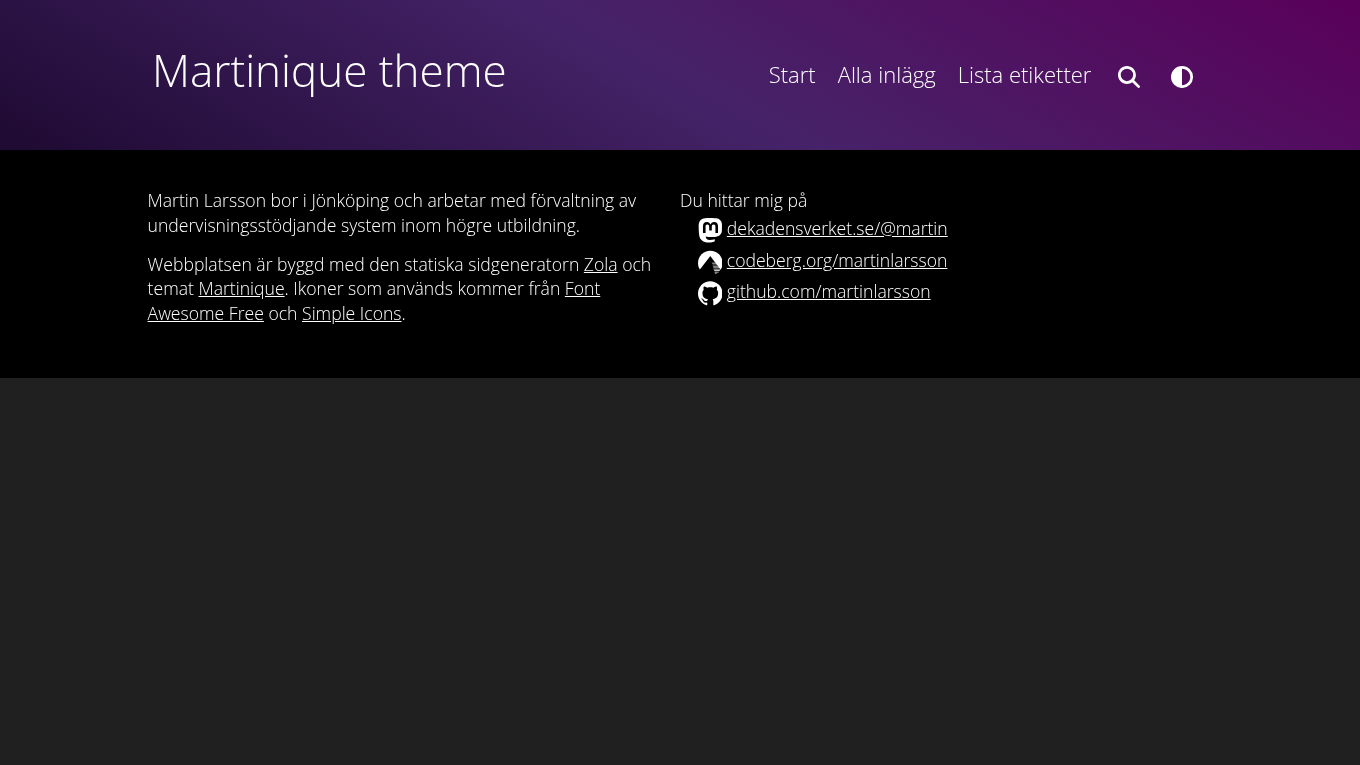 Martinique theme
Start
Alla inlägg
Lista etiketter
Martin Larsson bor i Jönköping och arbetar med förvaltning av
undervisningsstödjande system inom högre utbildning.
Webbplatsen är byggd med den statiska sidgeneratorn Zola och
temat Martinique. Ikoner som används kommer från Font
Awesome Free och Simple Icons.
Du hittar mig på
dekadensverket.se/@martin
codeberg.org/martinlarsson
github.com/martinlarsson